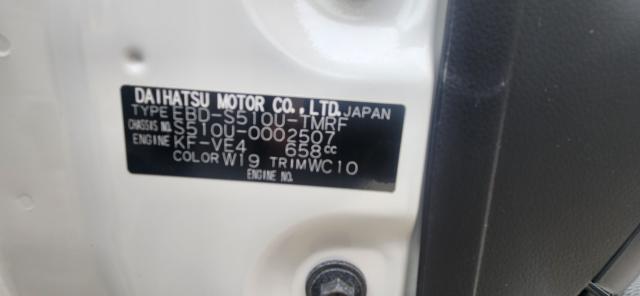 DAIHATSU MOTOR CO.,LTD. JAPAN
TYPE EBD-S510U-TMRF
CHASSIS NO. S510U-0002507
ENGINE KF-VE4 658cc
COLOR W19 TRIM WC10
ENGINE NO.